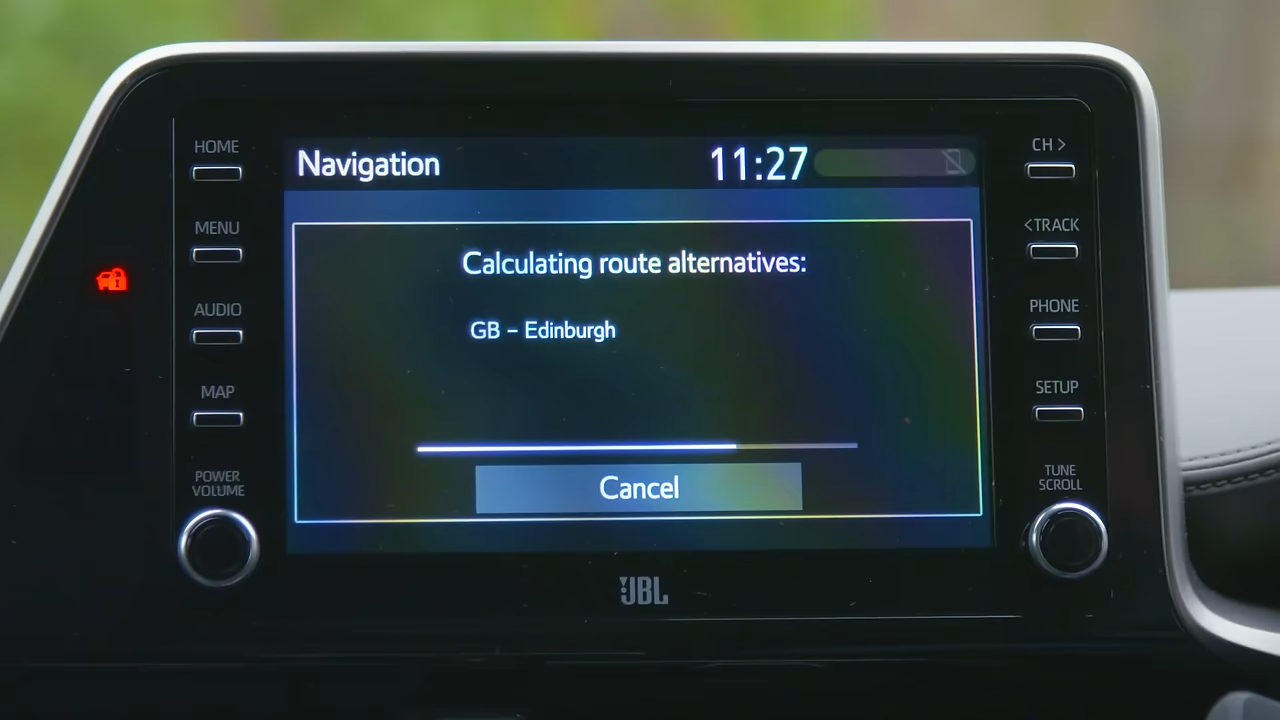 HOME
MENU
AUDIO
MAP
POWER
VOLUME
Navigation 11:27
Calculating route alternatives:
GB – Edinburgh
Cancel
JBL
CH >
<TRACK
PHONE
SETUP
TUNE
SCROLL